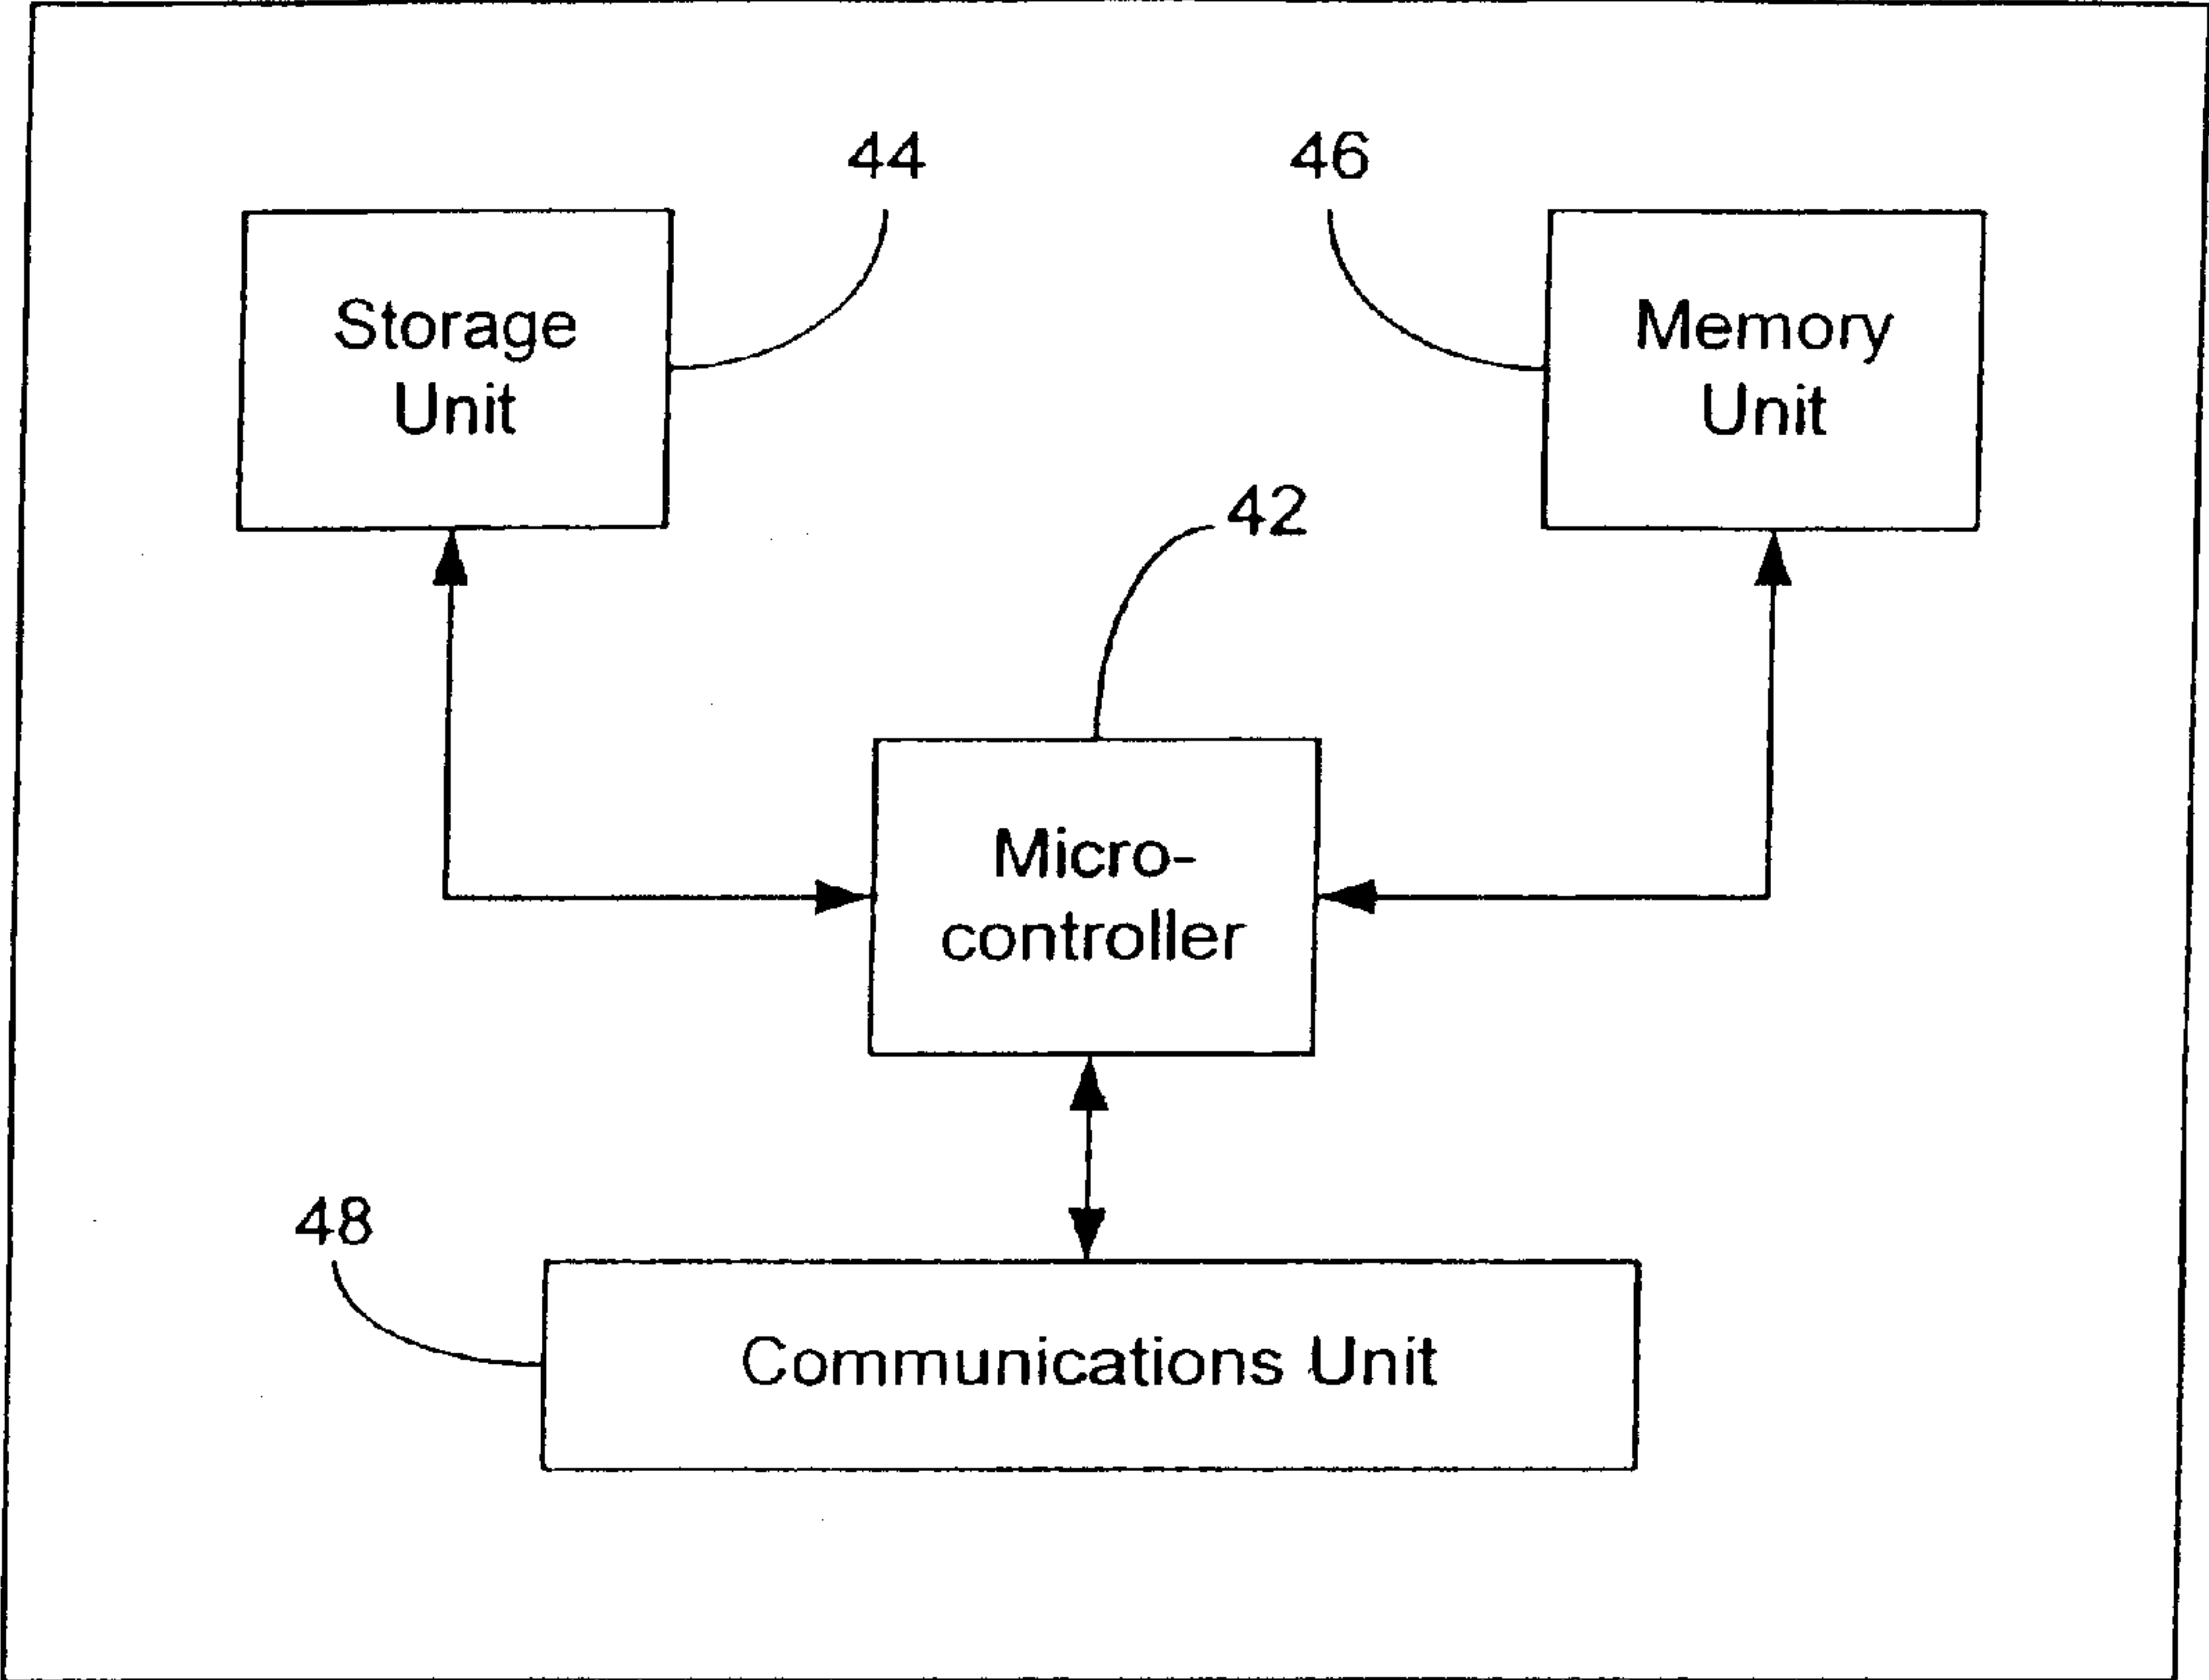 44
46
Storage
Unit
Memory
Unit
42
Micro-
controller
48
Communications Unit